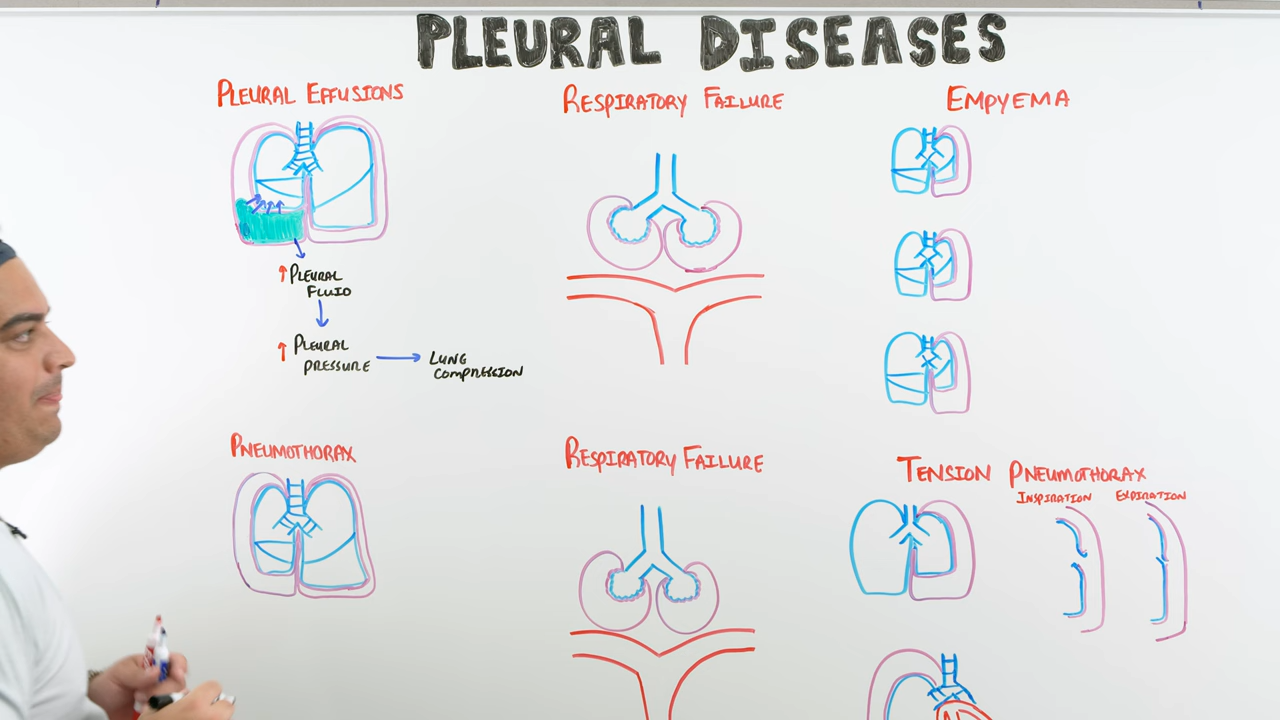 PLEURAL DISEASES
PLEURAL EFFUSIONS
↑ PLEURAL
FLUID
↑ PLEURAL
PRESSURE → LUNG
COMPRESSION
RESPIRATORY FAILURE
EMPYEMA
PNEUMOTHORAX
RESPIRATORY FAILURE
TENSION PNEUMOTHORAX
INSPIRATION EXPIRATION